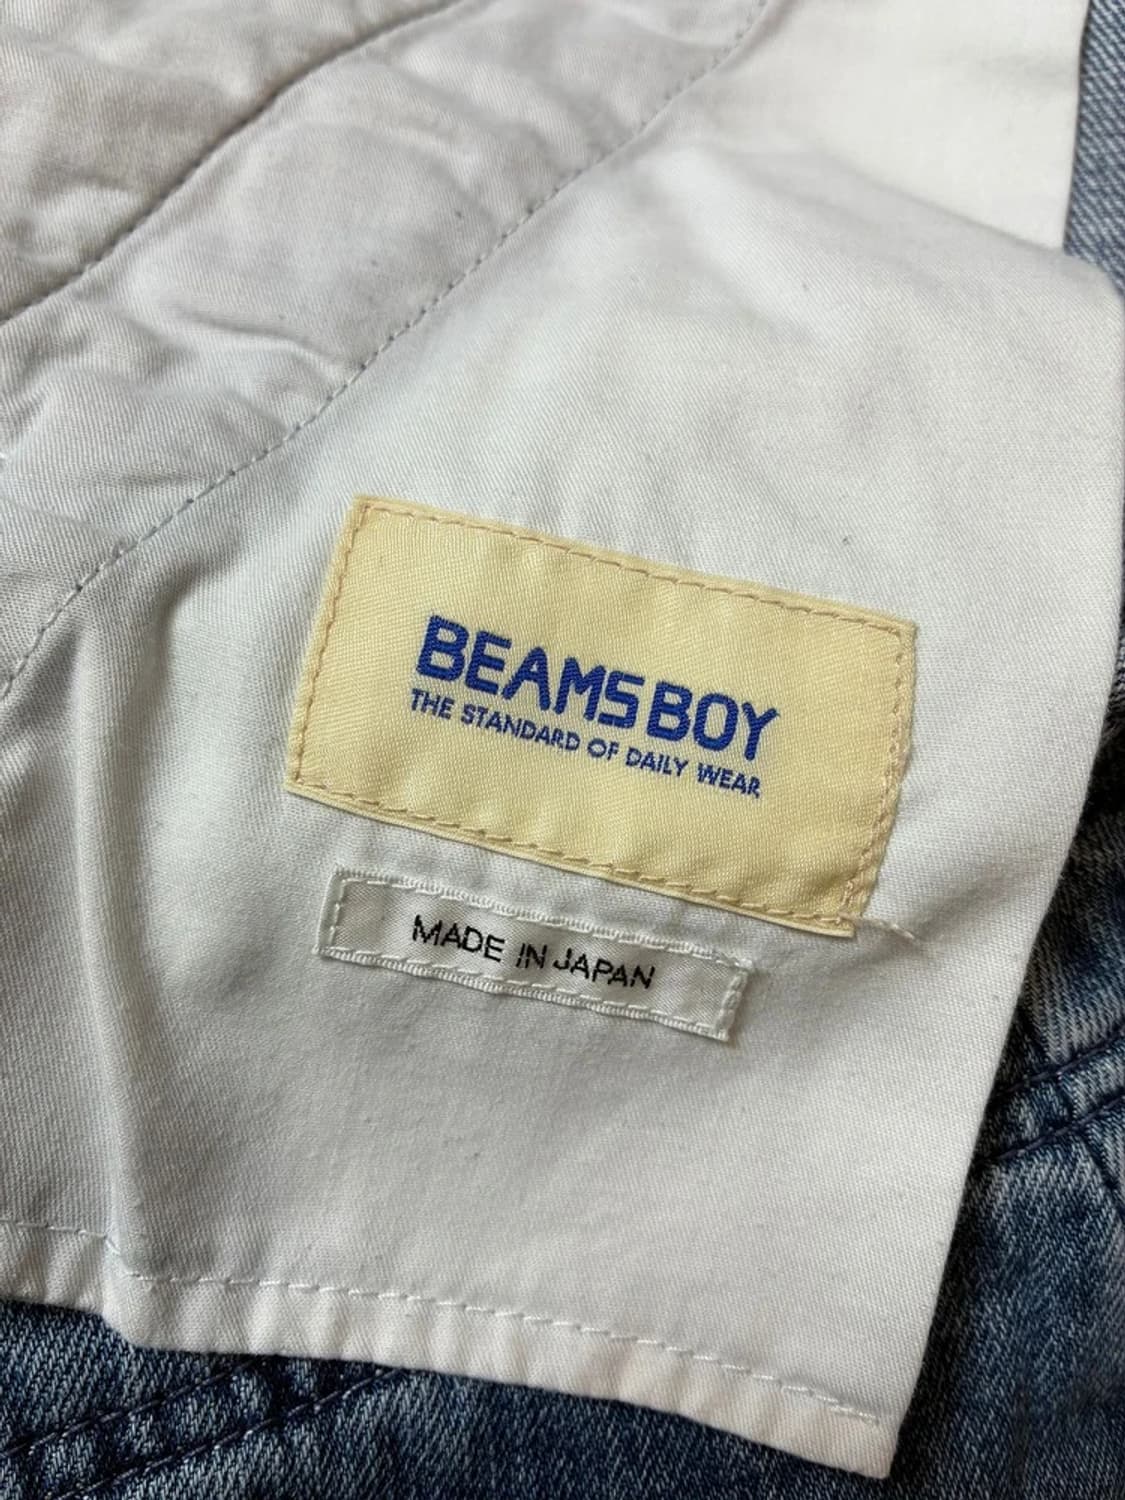 BEAMS BOY
THE STANDARD OF DAILY WEAR
MADE IN JAPAN